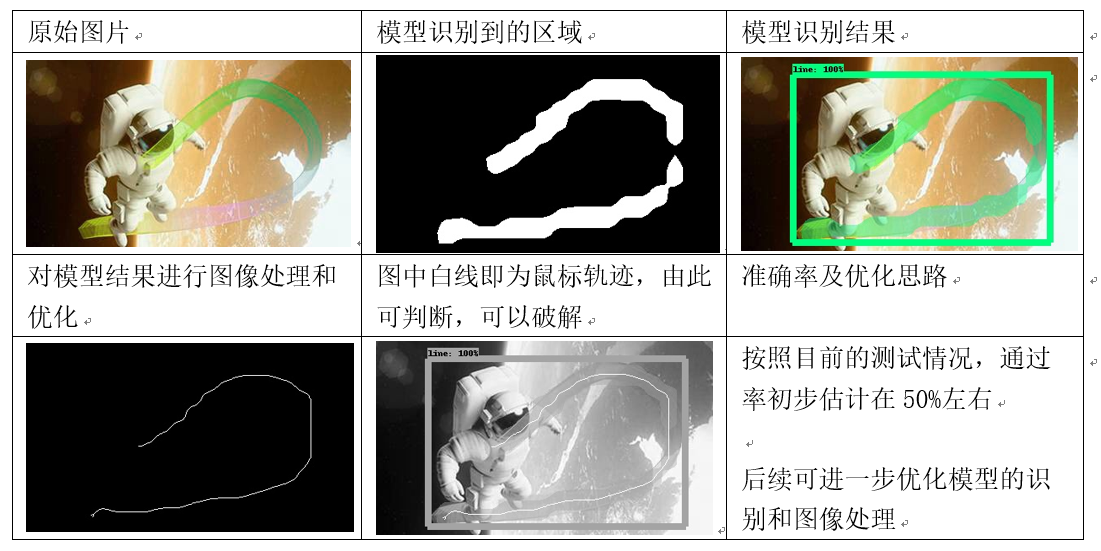 原始图片
模型识别到的区域
模型识别结果
line: 100%
对模型结果进行图像处理和
优化
图中白线即为鼠标轨迹，由此
可判断，可以破解
准确率及优化思路
line: 100%
按照目前的测试情况，通过
率初步估计在 50%左右
后续可进一步优化模型的识
别和图像处理